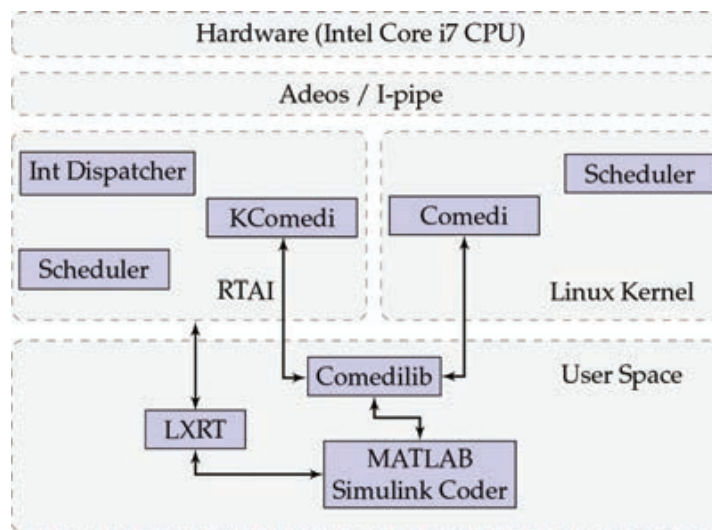 Hardware (Intel Core i7 CPU)
Adeos / I-pipe
Int Dispatcher
Scheduler
KComedi
Comedi
Scheduler
RTAI
Linux Kernel
Comedilib
User Space
LXRT
MATLAB
Simulink Coder